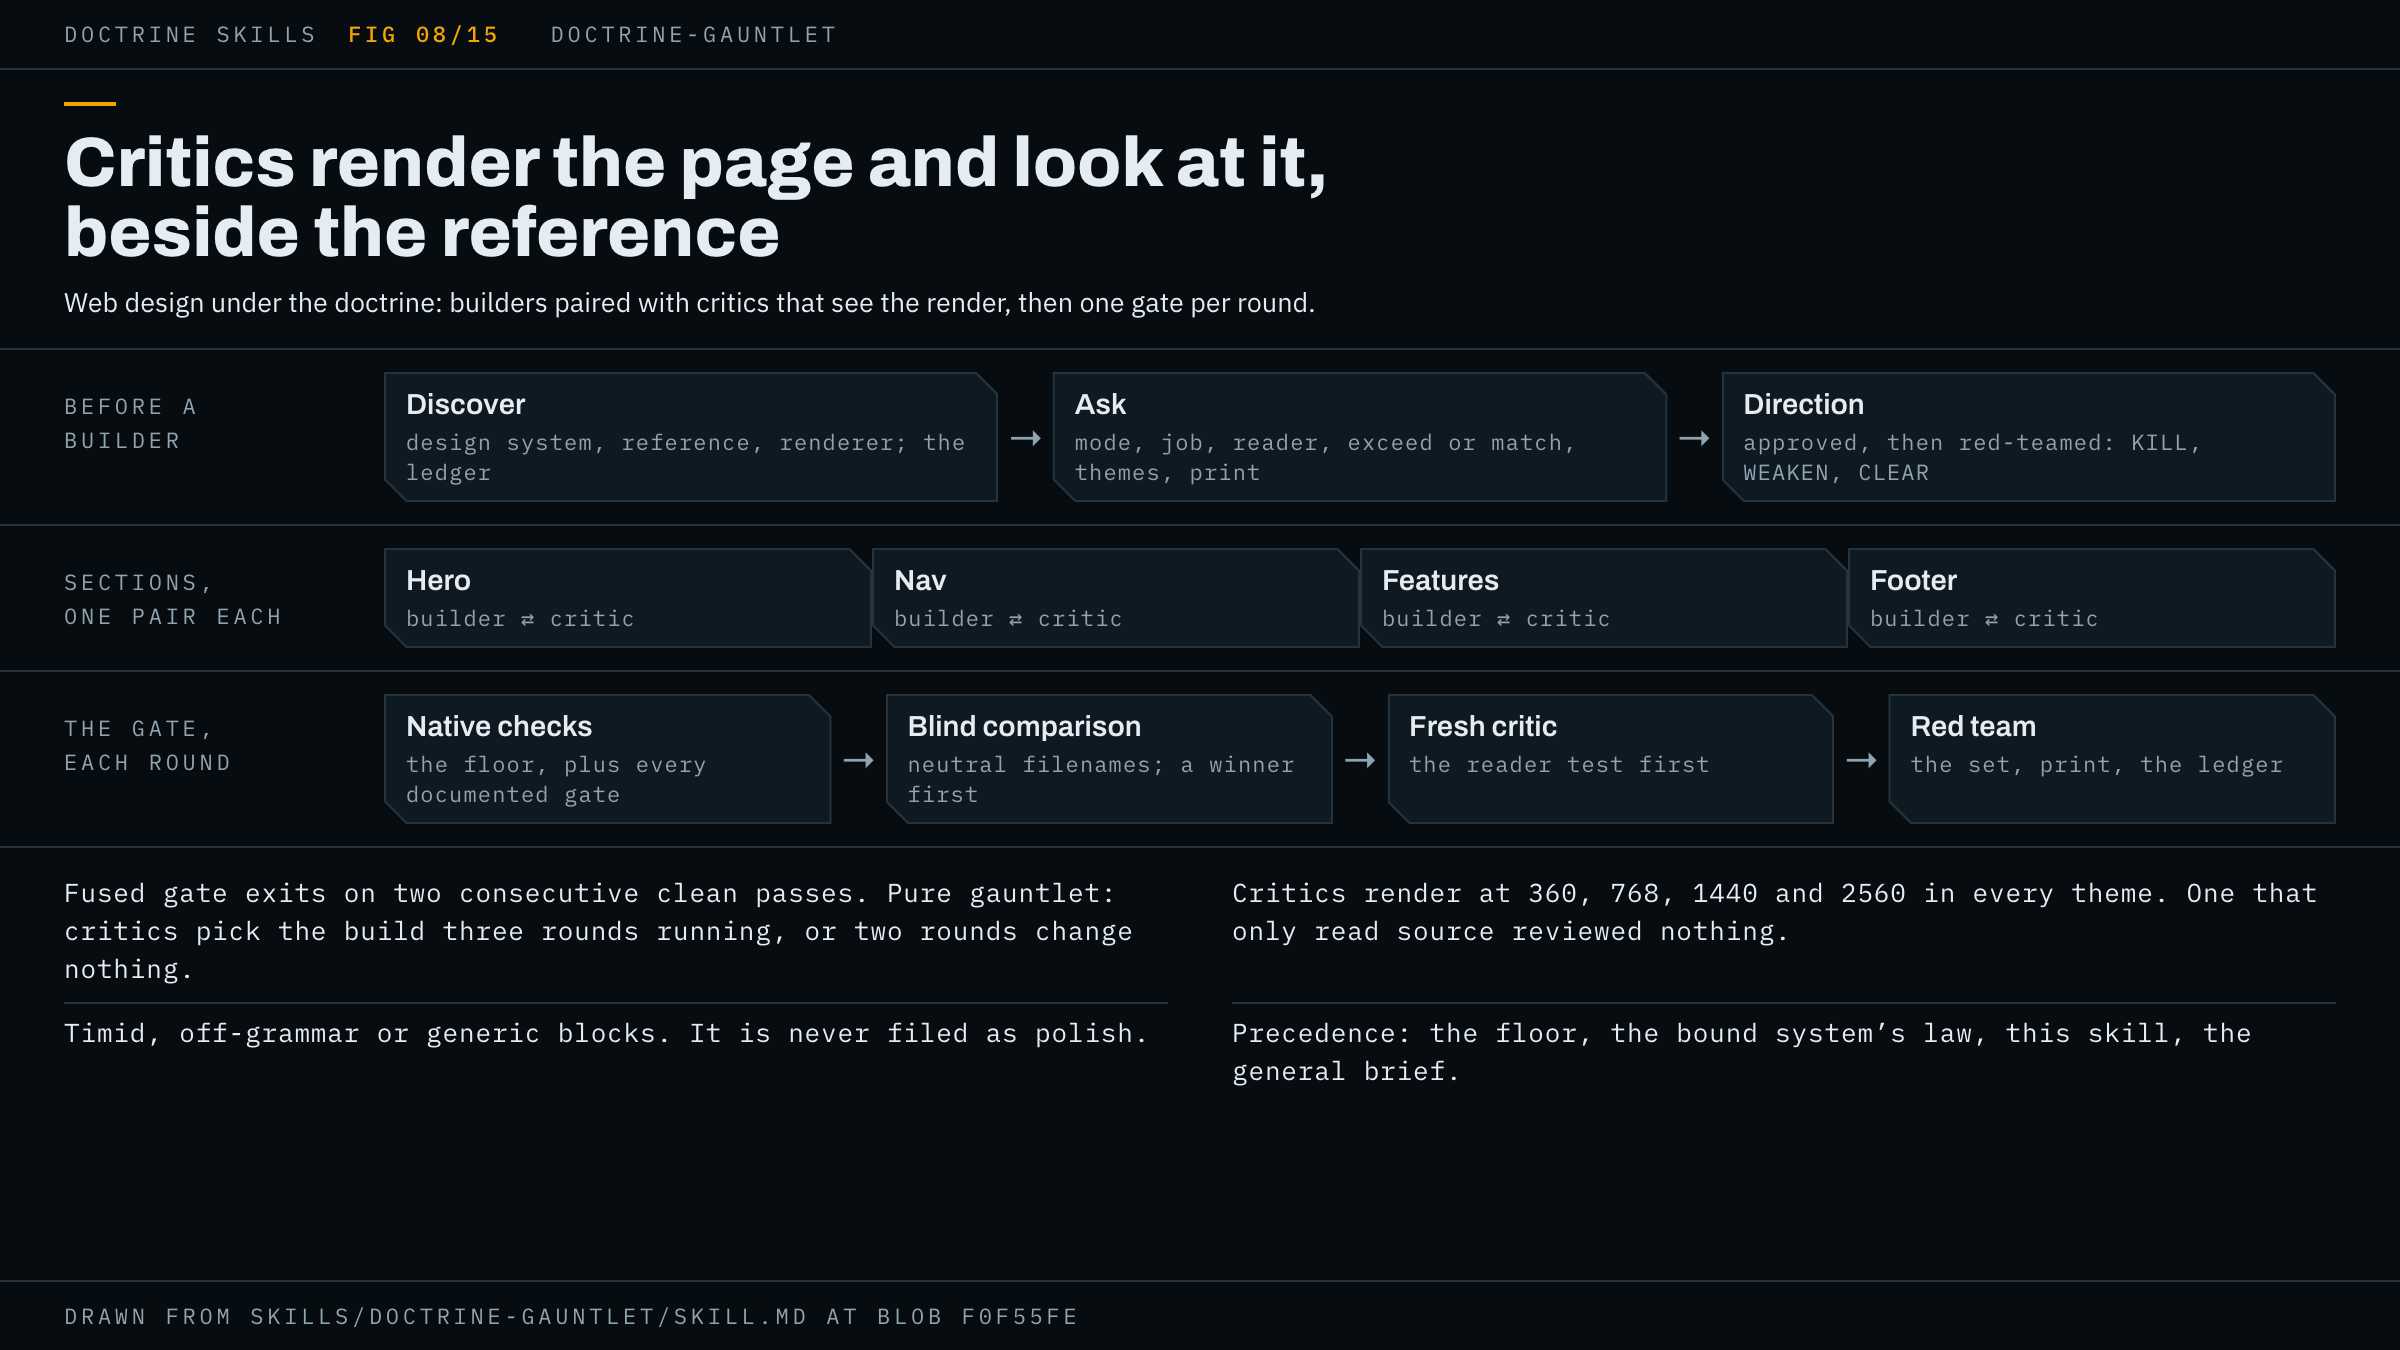 DOCTRINE SKILLS FIG 08/15 DOCTRINE-GAUNTLET
Critics render the page and look at it,
beside the reference
Web design under the doctrine: builders paired with critics that see the render, then one gate per round.
BEFORE A
BUILDER
Discover
design system, reference, renderer; the
ledger
→
Ask
mode, job, reader, exceed or match,
themes, print
→
Direction
approved, then red-teamed: KILL,
WEAKEN, CLEAR
SECTIONS,
ONE PAIR EACH
Hero
builder ⇄ critic
Nav
builder ⇄ critic
Features
builder ⇄ critic
Footer
builder ⇄ critic
THE GATE,
EACH ROUND
Native checks
the floor, plus every
documented gate
→
Blind comparison
neutral filenames; a winner
first
→
Fresh critic
the reader test first
→
Red team
the set, print, the ledger
Fused gate exits on two consecutive clean passes. Pure gauntlet:
critics pick the build three rounds running, or two rounds change
nothing.
Critics render at 360, 768, 1440 and 2560 in every theme. One that
only read source reviewed nothing.
Timid, off-grammar or generic blocks. It is never filed as polish.
Precedence: the floor, the bound system’s law, this skill, the
general brief.
DRAWN FROM SKILLS/DOCTRINE-GAUNTLET/SKILL.MD AT BLOB F0F55FE